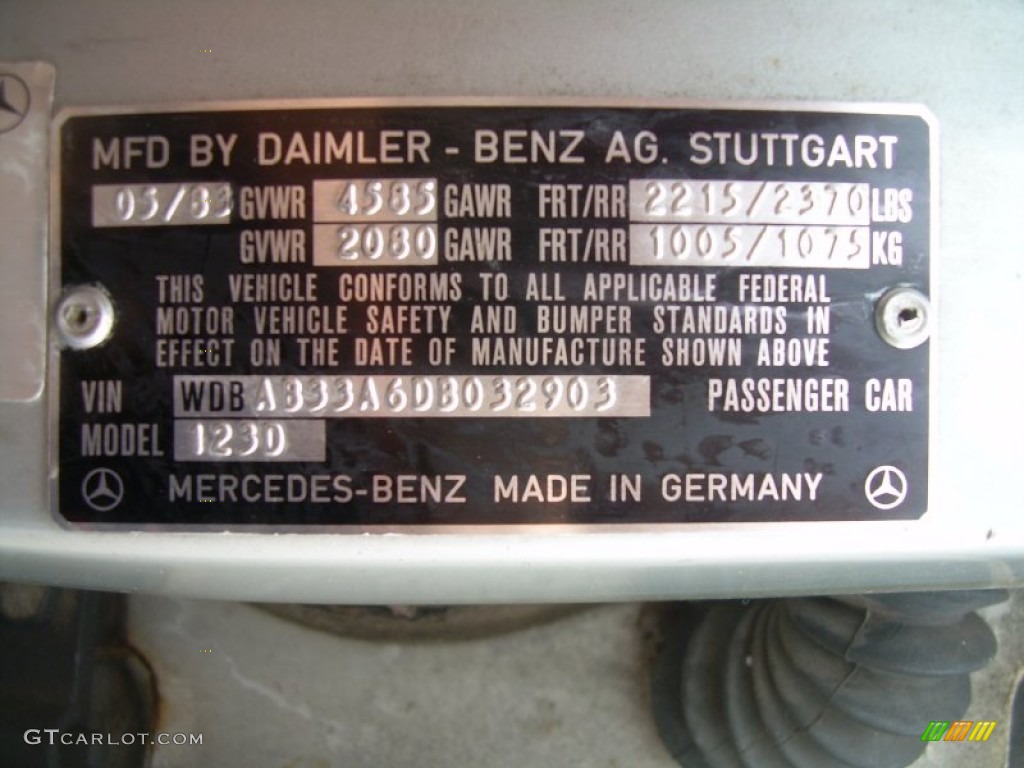 MFD BY DAIMLER - BENZ AG. STUTTGART
05/83 GVWR 4585 GAWR FRT/RR 2215/2370 LBS
GVWR 2080 GAWR FRT/RR 1005/1075 KG
THIS VEHICLE CONFORMS TO ALL APPLICABLE FEDERAL
MOTOR VEHICLE SAFETY AND BUMPER STANDARDS IN
EFFECT ON THE DATE OF MANUFACTURE SHOWN ABOVE
VIN WDB AB33A6DB032903 PASSENGER CAR
MODEL 123D
MERCEDES-BENZ MADE IN GERMANY
GTCARLOT.COM